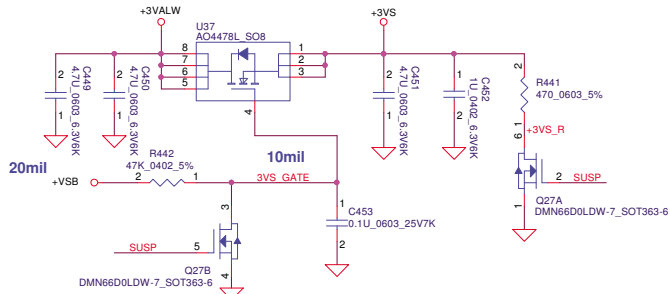 +3VALW
+3VS
U37
AO4478L_SO8
8
7
6
5
1
2
3
4
2
C449
4.7U_0603_6.3V6K
1
2
C450
4.7U_0603_6.3V6K
1
2
C451
4.7U_0603_6.3V6K
1
1
C452
1U_0402_6.3V6K
2
2
R441
470_0603_5%
1
+3VS_R
6
2
SUSP
1
Q27A
DMN66D0LDW-7_SOT363-6
20mil
10mil
R442
47K_0402_5%
+VSB
2
1
3VS_GATE
3
1
C453
0.1U_0603_25V7K
2
SUSP
5
4
Q27B
DMN66D0LDW-7_SOT363-6